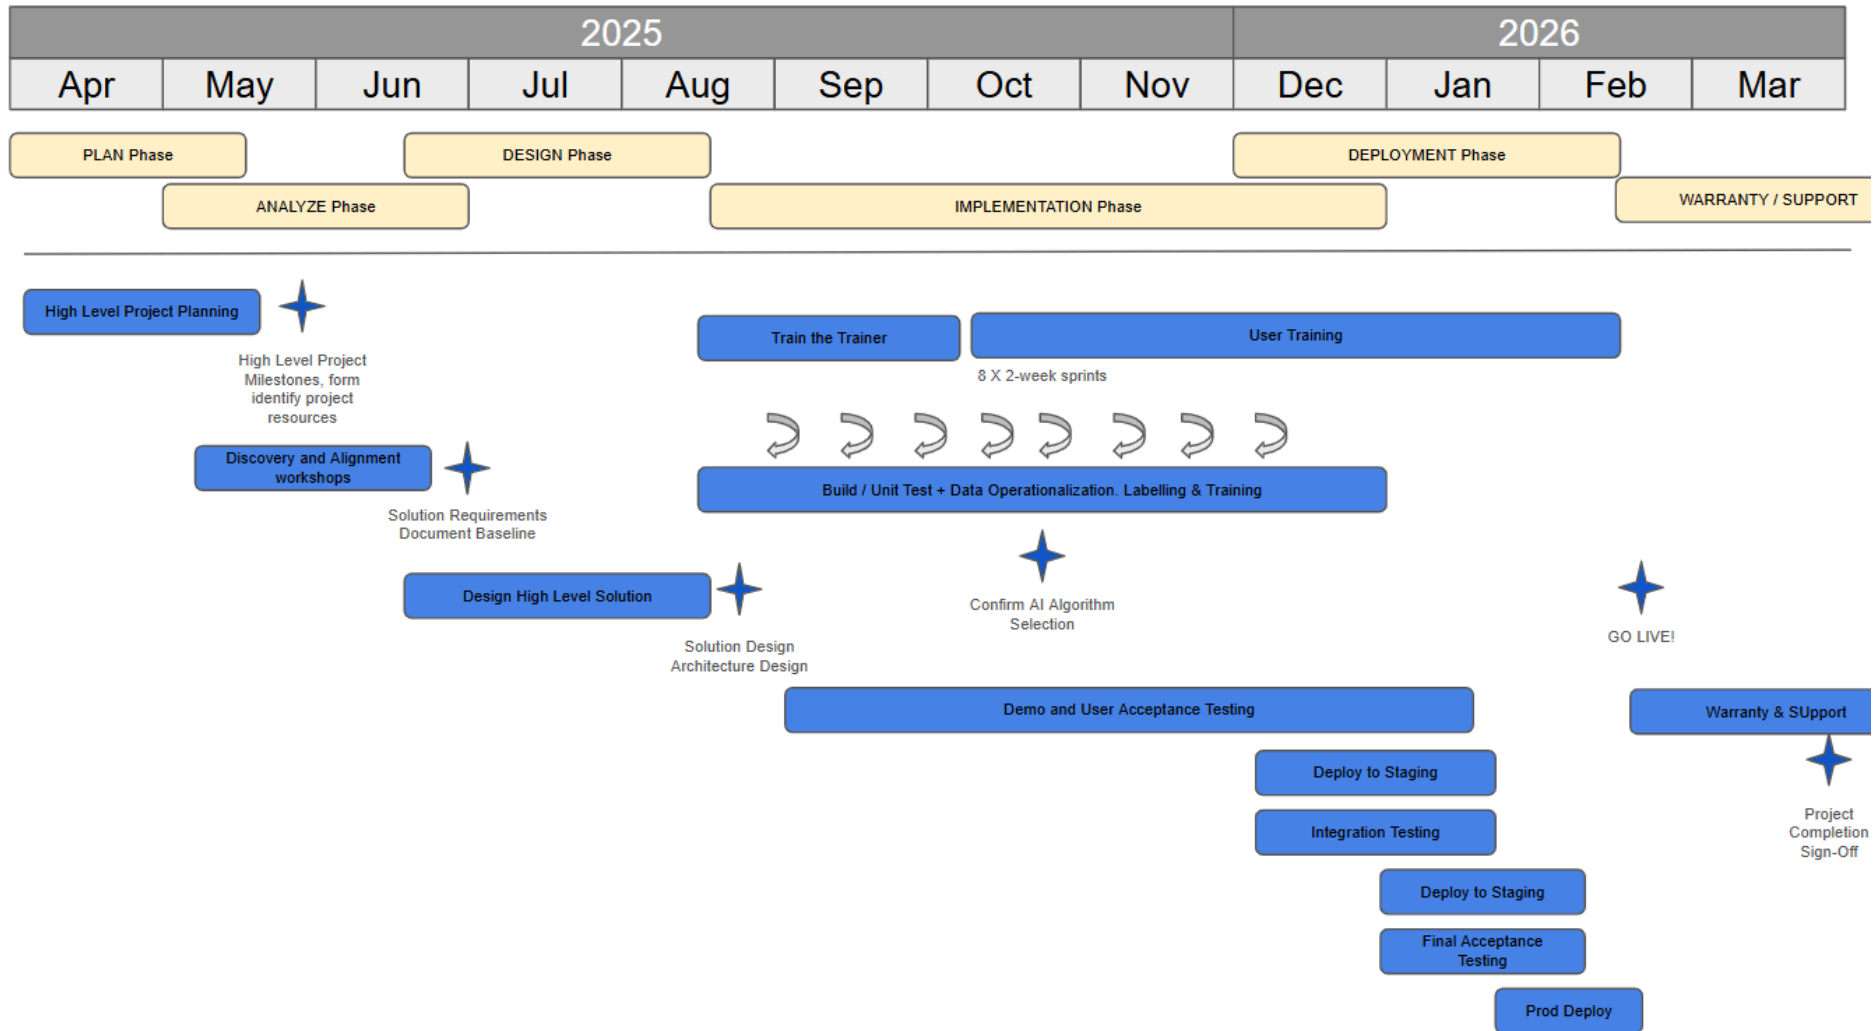 2025
2026
Apr
May
Jun
Jul
Aug
Sep
Oct
Nov
Dec
Jan
Feb
Mar
PLAN Phase
DESIGN Phase
DEPLOYMENT Phase
ANALYZE Phase
IMPLEMENTATION Phase
WARRANTY / SUPPORT
High Level Project Planning
High Level Project
Milestones, form
identify project
resources
Train the Trainer
User Training
8 X 2-week sprints
Discovery and Alignment
workshops
Solution Requirements
Document Baseline
Build / Unit Test + Data Operationalization. Labelling & Training
Confirm AI Algorithm
Selection
Design High Level Solution
Solution Design
Architecture Design
GO LIVE!
Demo and User Acceptance Testing
Warranty & SUpport
Deploy to Staging
Project
Completion
Sign-Off
Integration Testing
Deploy to Staging
Final Acceptance
Testing
Prod Deploy